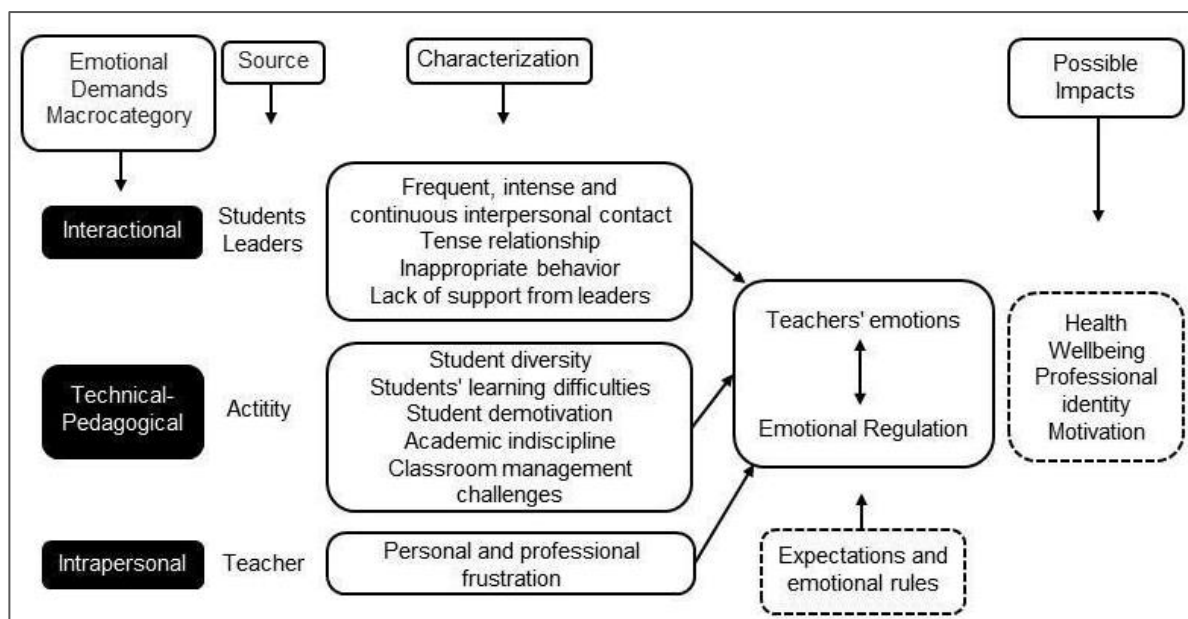 Emotional
Demands
Macrocategory
Source
Characterization
Possible
Impacts
Interactional
Students
Leaders
Frequent, intense and
continuous interpersonal contact
Tense relationship
Inappropriate behavior
Lack of support from leaders
Technical-
Pedagogical
Actitity
Student diversity
Students' learning difficulties
Student demotivation
Academic indiscipline
Classroom management
challenges
Intrapersonal
Teacher
Personal and professional
frustration
Teachers' emotions
Emotional Regulation
Expectations and
emotional rules
Health
Wellbeing
Professional
identity
Motivation